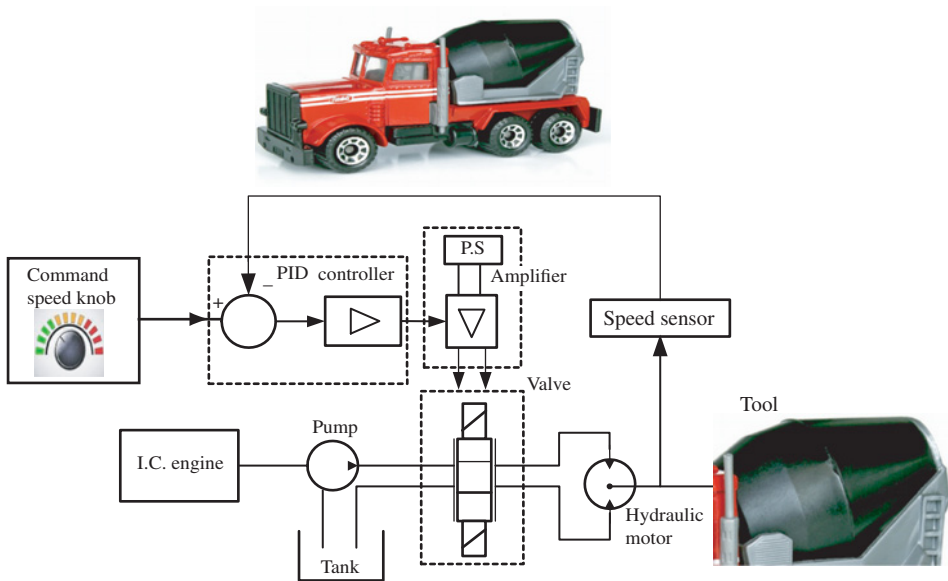 P.S
PID controller
Amplifier
Command
speed knob
+
−
Speed sensor
Valve
Tool
Pump
I.C. engine
Hydraulic
motor
Tank